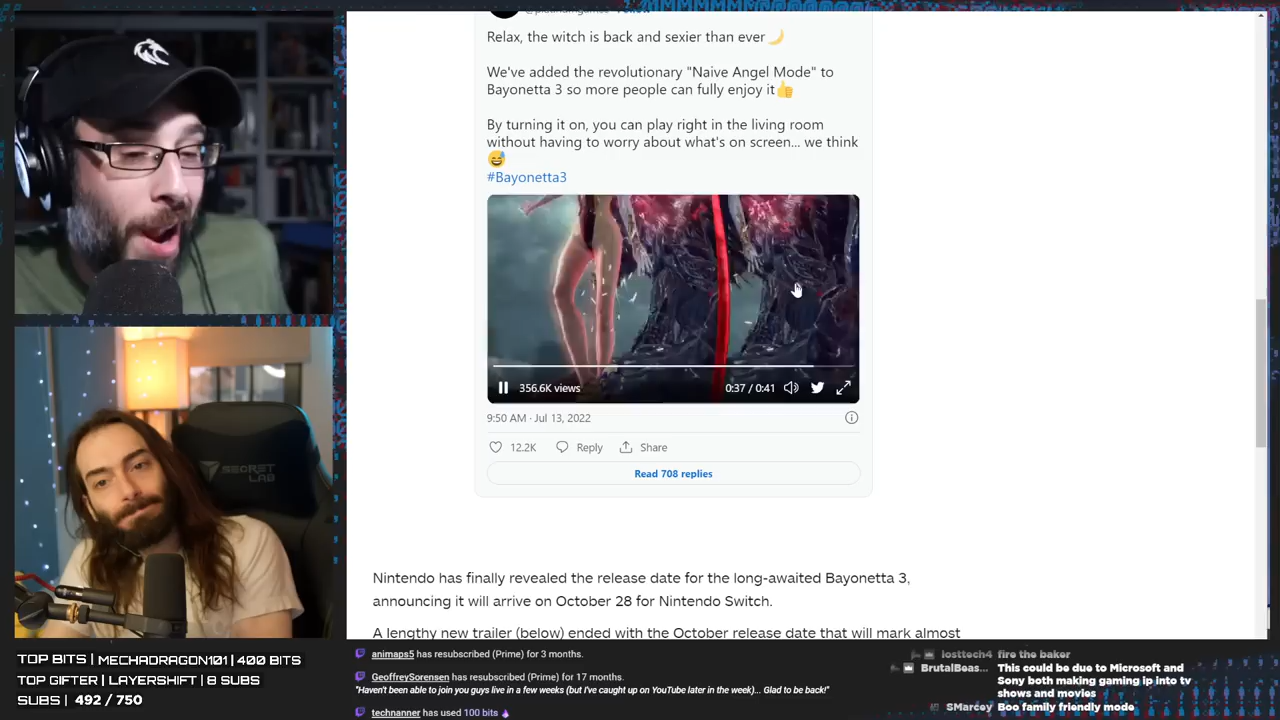 Relax, the witch is back and sexier than ever🌙
We've added the revolutionary "Naive Angel Mode" to
Bayonetta 3 so more people can fully enjoy it👍
By turning it on, you can play right in the living room
without having to worry about what's on screen... we think
😅
#Bayonetta3
356.6K views
0:37 / 0:41
9:50 AM · Jul 13, 2022
12.2K Reply Share
Read 708 replies
SECRET
LAB
Nintendo has finally revealed the release date for the long-awaited Bayonetta 3,
announcing it will arrive on October 28 for Nintendo Switch.
A lengthy new trailer (below) ended with the October release date that will mark almost
TOP BITS | MECHADRAGON101 | 400 BITS
TOP GIFTER | LAYERSHIFT | 8 SUBS
SUBS | 492 / 750
animaps5 has resubscribed (Prime) for 3 months.
GeoffreySorensen has resubscribed (Prime) for 17 months.
"Haven't been able to join you guys live in a few weeks (but I've caught up on YouTube later in the week)... Glad to be back!"
technanner has used 100 bits
losttech4 fire the baker
BrutalBeas... This could be due to Microsoft and
Sony both making gaming ip into tv
shows and movies
SMarcey Boo family friendly mode